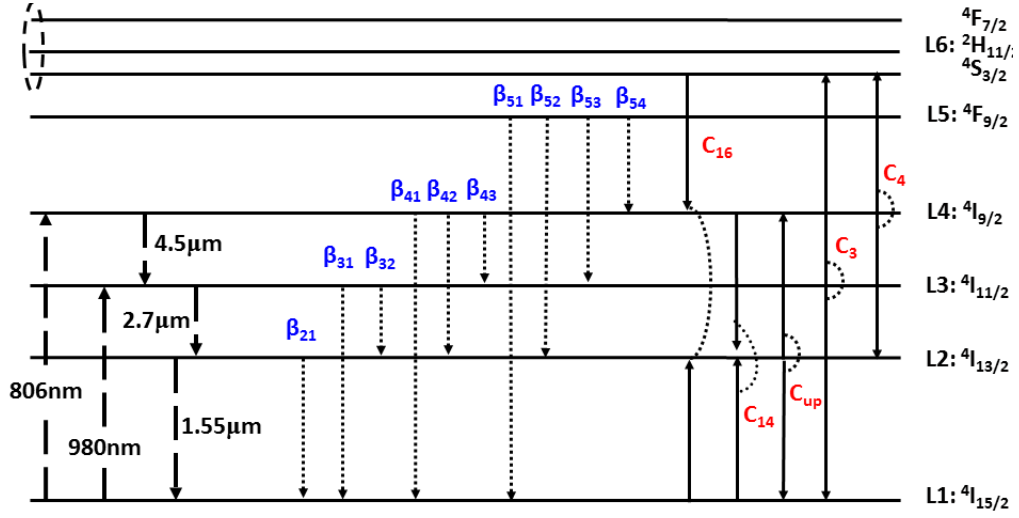 ⁴F₇/₂
L6: ²H₁₁/₂
⁴S₃/₂
β₅₁ β₅₂ β₅₃ β₅₄
L5: ⁴F₉/₂
C₁₆
C₄
β₄₁ β₄₂ β₄₃
L4: ⁴I₉/₂
4.5μm
β₃₁ β₃₂
C₃
L3: ⁴I₁₁/₂
2.7μm
β₂₁
L2: ⁴I₁₃/₂
806nm
1.55μm
C₁₄
Cᵤₚ
980nm
L1: ⁴I₁₅/₂